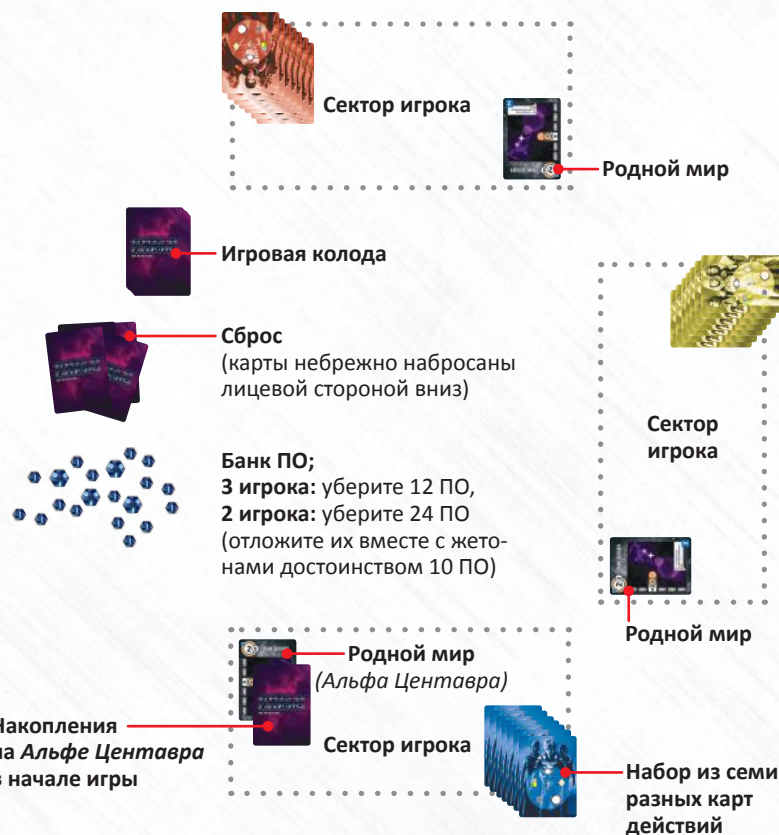 Сектор игрока
Родной мир
Игровая колода
Сброс
(карты небрежно набросаны
лицевой стороной вниз)
Сектор
игрока
Банк ПО;
3 игрока: уберите 12 ПО,
2 игрока: уберите 24 ПО
(отложите их вместе с жето-
нами достоинством 10 ПО)
Родной мир
Родной мир
(Альфа Центавра)
Накопления
на Альфе Центавра
в начале игры
Сектор игрока
Набор из семи
разных карт
действий